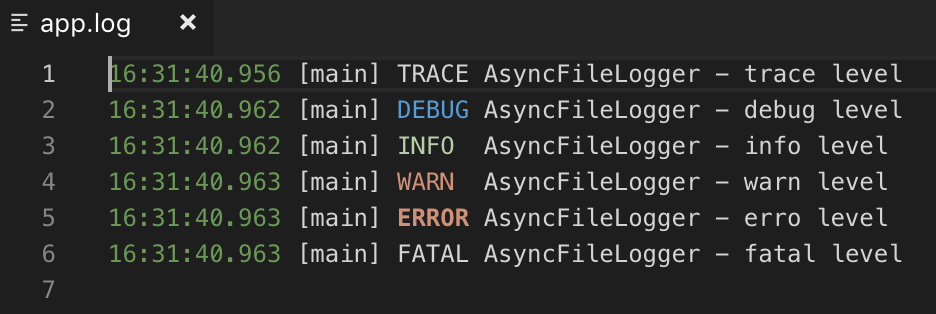 app.log ×
1 16:31:40.956 [main] TRACE AsyncFileLogger - trace level
2 16:31:40.962 [main] DEBUG AsyncFileLogger - debug level
3 16:31:40.962 [main] INFO  AsyncFileLogger - info level
4 16:31:40.963 [main] WARN  AsyncFileLogger - warn level
5 16:31:40.963 [main] ERROR AsyncFileLogger - erro level
6 16:31:40.963 [main] FATAL AsyncFileLogger - fatal level
7